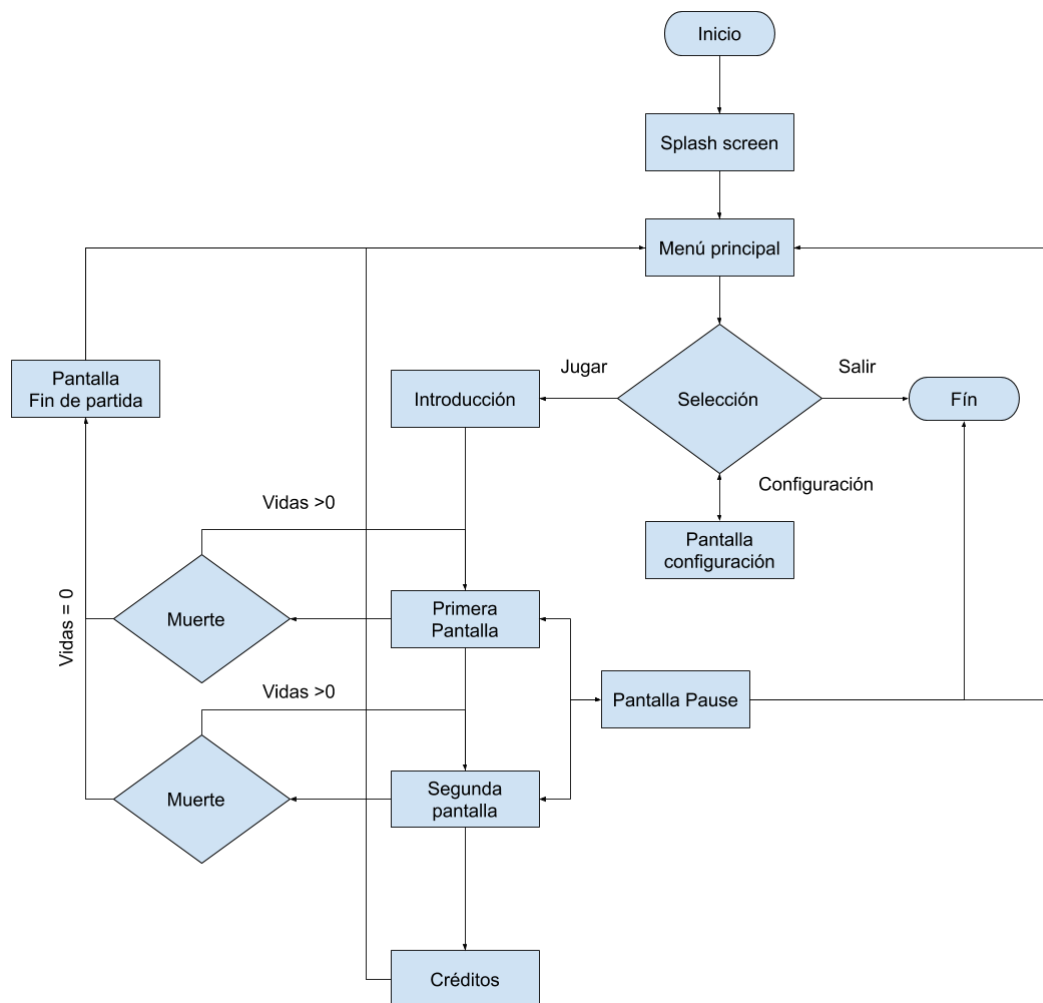 Inicio
Splash screen
Menú principal
Pantalla
Fin de partida
Jugar
Salir
Introducción
Selección
Fín
Configuración
Vidas >0
Pantalla
configuración
Vidas = 0
Muerte
Primera
Pantalla
Vidas >0
Pantalla Pause
Muerte
Segunda
pantalla
Créditos